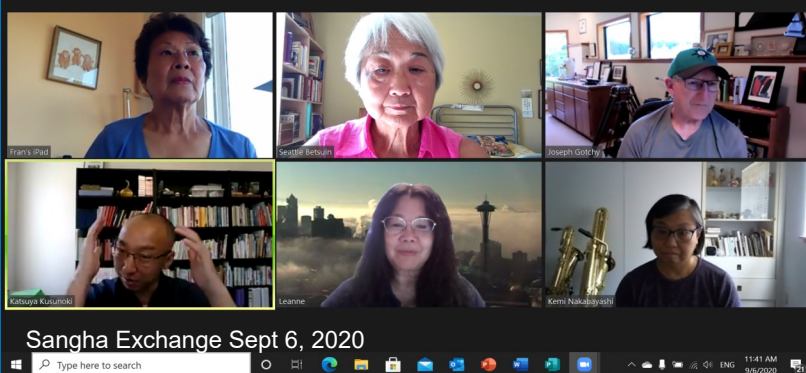 Fran's iPad
Seattle Betsuin
Joseph Gotchy
Katsuya Kusunoki
Leanne
Kemi Nakabayashi
Sangha Exchange Sept 6, 2020
Type here to search
ENG
11:41 AM
9/6/2020
21